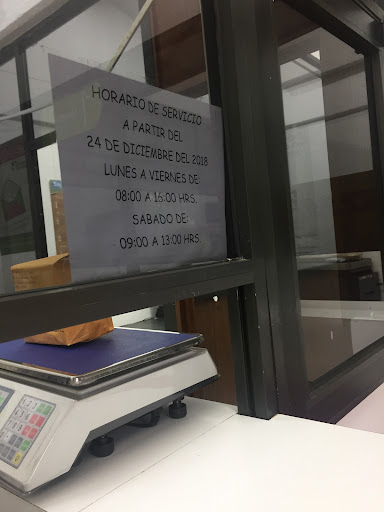 HORARIO DE SERVICIO
A PARTIR DEL
24 DE DICIEMBRE DEL 2018
LUNES A VIERNES DE:
08:00 A 16:00 HRS.
SABADO DE:
09:00 A 13:00 HRS.